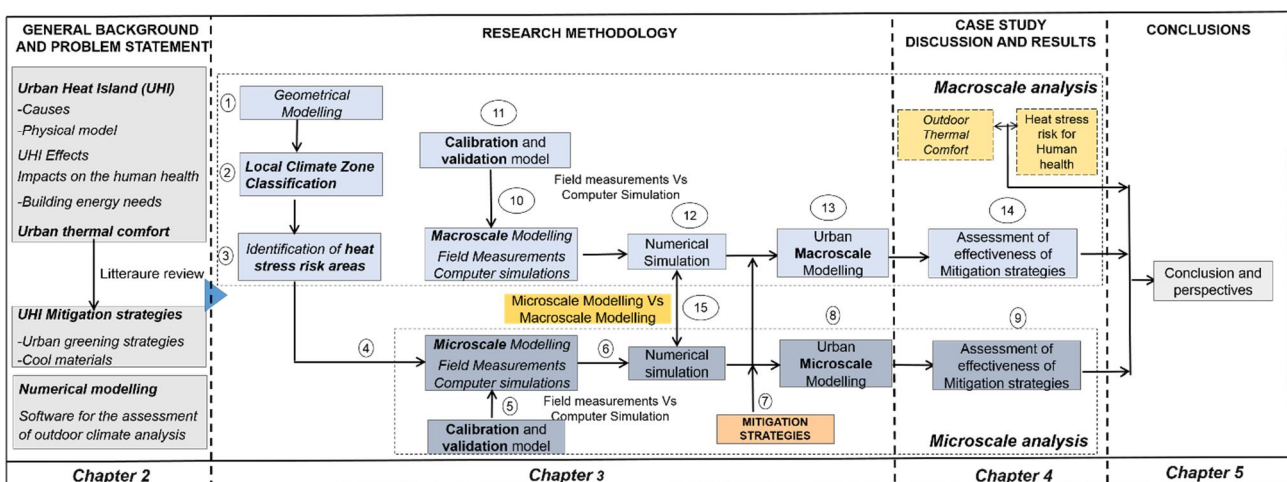 GENERAL BACKGROUND
AND PROBLEM STATEMENT
Urban Heat Island (UHI)
-Causes
-Physical model
UHI Effects
Impacts on the human health
-Building energy needs
Urban thermal comfort
Litteraure review
UHI Mitigation strategies
-Urban greening strategies
-Cool materials
Numerical modelling
Software for the assessment
of outdoor climate analysis
Chapter 2
RESEARCH METHODOLOGY
1
Geometrical
Modelling
2
Local Climate Zone
Classification
3
Identification of heat
stress risk areas
11
Calibration and
validation model
Field measurements Vs
Computer Simulation
10
Macroscale Modelling
Field Measurements
Computer simulations
12
Numerical
Simulation
13
Urban
Macroscale
Modelling
Microscale Modelling Vs
Macroscale Modelling
15
4
Microscale Modelling
Field Measurements
Computer simulations
6
Numerical
simulation
8
Urban
Microscale
Modelling
5
Field measurements Vs
Computer Simulation
Calibration and
validation model
7
MITIGATION
STRATEGIES
Chapter 3
CASE STUDY
DISCUSSION AND RESULTS
Macroscale analysis
Outdoor
Thermal
Comfort
Heat stress
risk for
Human
health
14
Assessment of
effectiveness of
Mitigation strategies
9
Assessment of
effectiveness of
Mitigation strategies
Microscale analysis
Chapter 4
CONCLUSIONS
Conclusion and
perspectives
Chapter 5